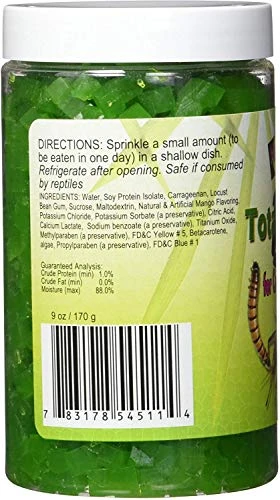 DIRECTIONS: Sprinkle a small amount (to
be eaten in one day) in a shallow dish.
Refrigerate after opening. Safe if consumed
by reptiles
INGREDIENTS: Water, Soy Protein Isolate, Carrageenan, Locust
Bean Gum, Sucrose, Maltodextrin, Natural & Artificial Mango Flavoring,
Potassium Chloride, Potassium Sorbate (a preservative), Citric Acid,
Calcium Lactate, Sodium benzoate (a preservative), Titanium Oxide,
Methylparaben (a preservative), FD&C Yellow # 5, Betacarotene,
algae, Propylparaben (a preservative), FD&C Blue # 1
Guaranteed Analysis:
Crude Protein (min) 1.0%
Crude Fat (min) 0.0%
Moisture (max) 88.0%
9 oz / 170 g
7 83178 54511 4